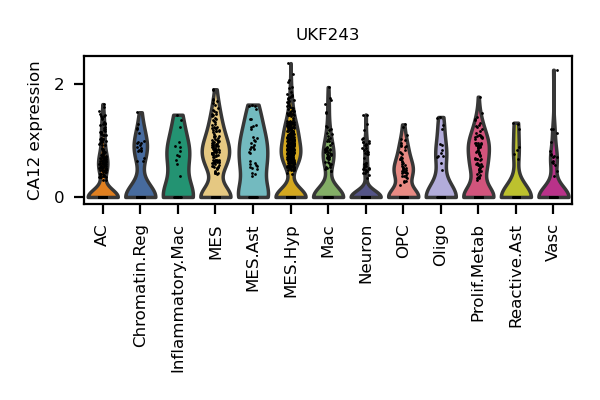 UKF243
CA12 expression
2
0
AC
Chromatin.Reg
Inflammatory.Mac
MES
MES.Ast
MES.Hyp
Mac
Neuron
OPC
Oligo
Prolif.Metab
Reactive.Ast
Vasc